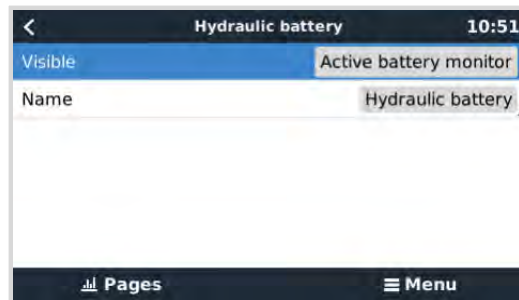 Hydraulic battery 10:51
Visible Active battery monitor
Name Hydraulic battery
Pages Menu